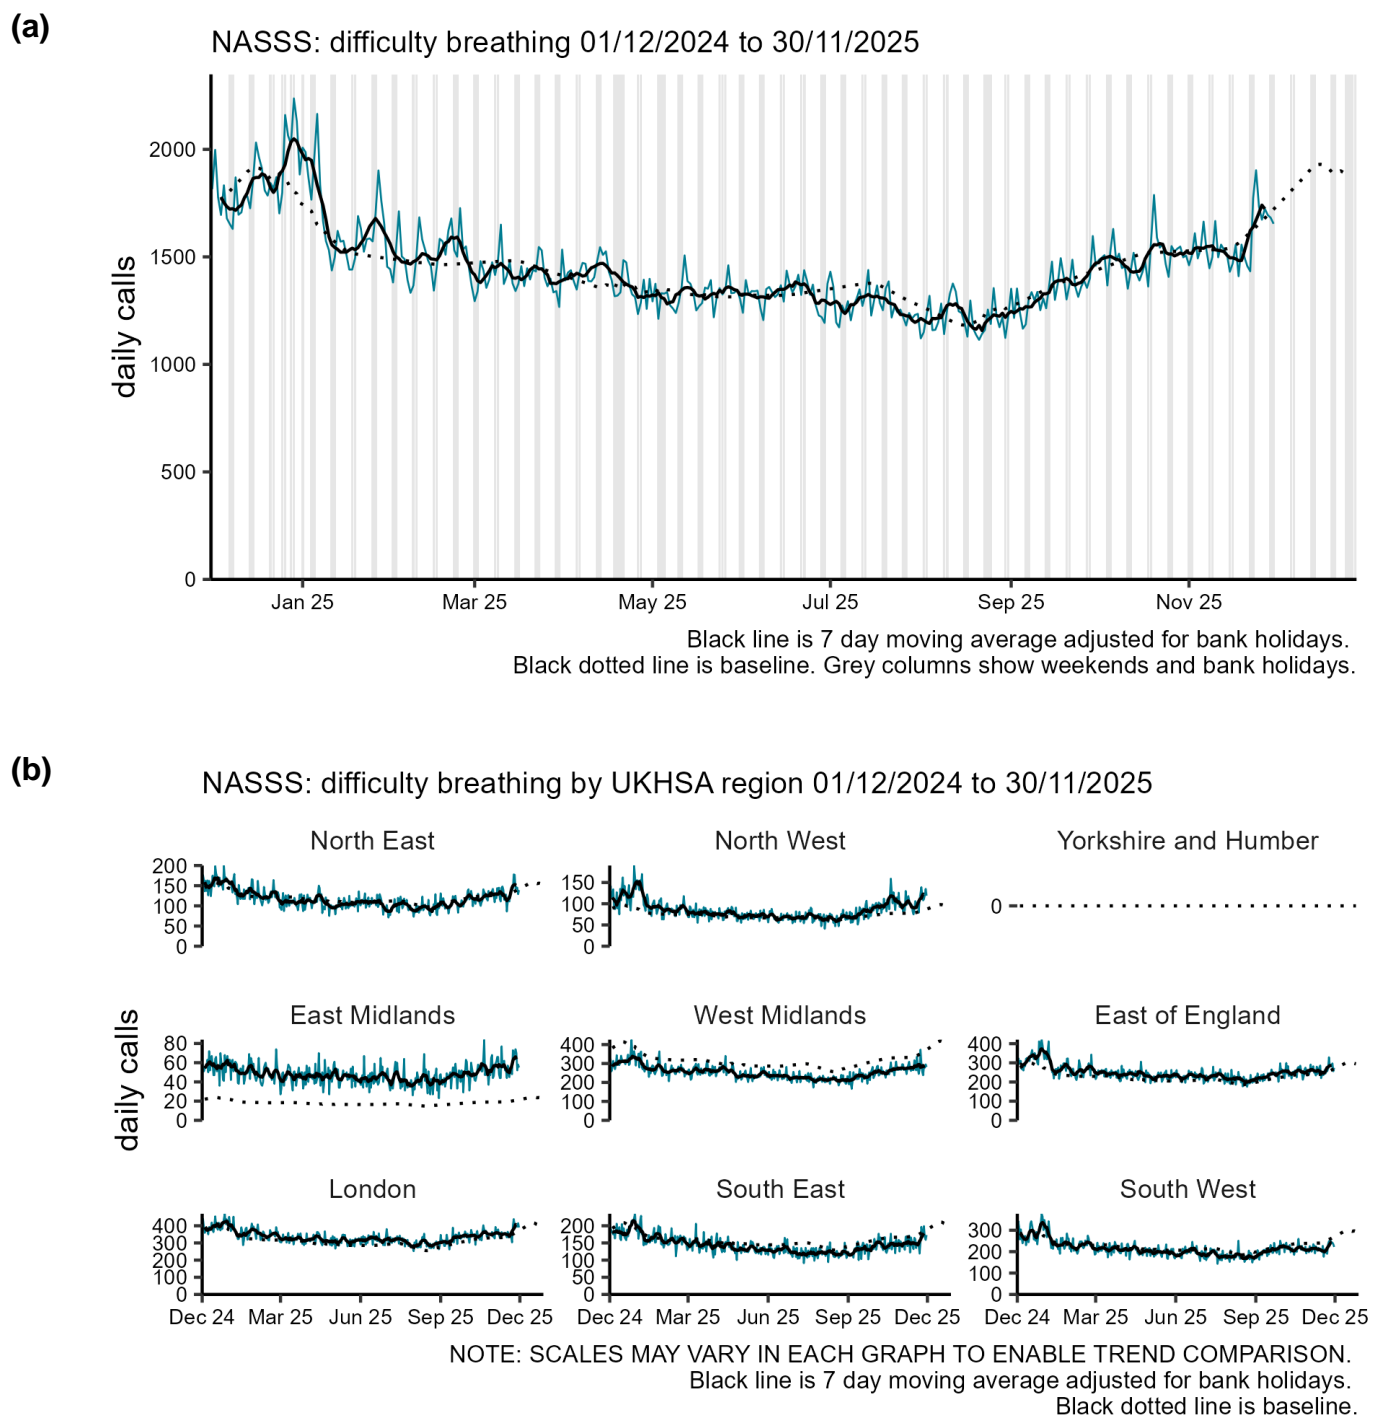 (a)
NASSS: difficulty breathing 01/12/2024 to 30/11/2025
daily calls
2000
1500
1000
500
0
Jan 25 Mar 25 May 25 Jul 25 Sep 25 Nov 25
Black line is 7 day moving average adjusted for bank holidays.
Black dotted line is baseline. Grey columns show weekends and bank holidays.
(b)
NASSS: difficulty breathing by UKHSA region 01/12/2024 to 30/11/2025
daily calls
North East
200
150
100
50
0
North West
150
100
50
0
Yorkshire and Humber
0
East Midlands
80
60
40
20
0
West Midlands
400
300
200
100
0
East of England
400
300
200
100
0
London
400
300
200
100
0
Dec 24 Mar 25 Jun 25 Sep 25 Dec 25
South East
200
150
100
50
0
Dec 24 Mar 25 Jun 25 Sep 25 Dec 25
South West
300
200
100
0
Dec 24 Mar 25 Jun 25 Sep 25 Dec 25
NOTE: SCALES MAY VARY IN EACH GRAPH TO ENABLE TREND COMPARISON.
Black line is 7 day moving average adjusted for bank holidays.
Black dotted line is baseline.